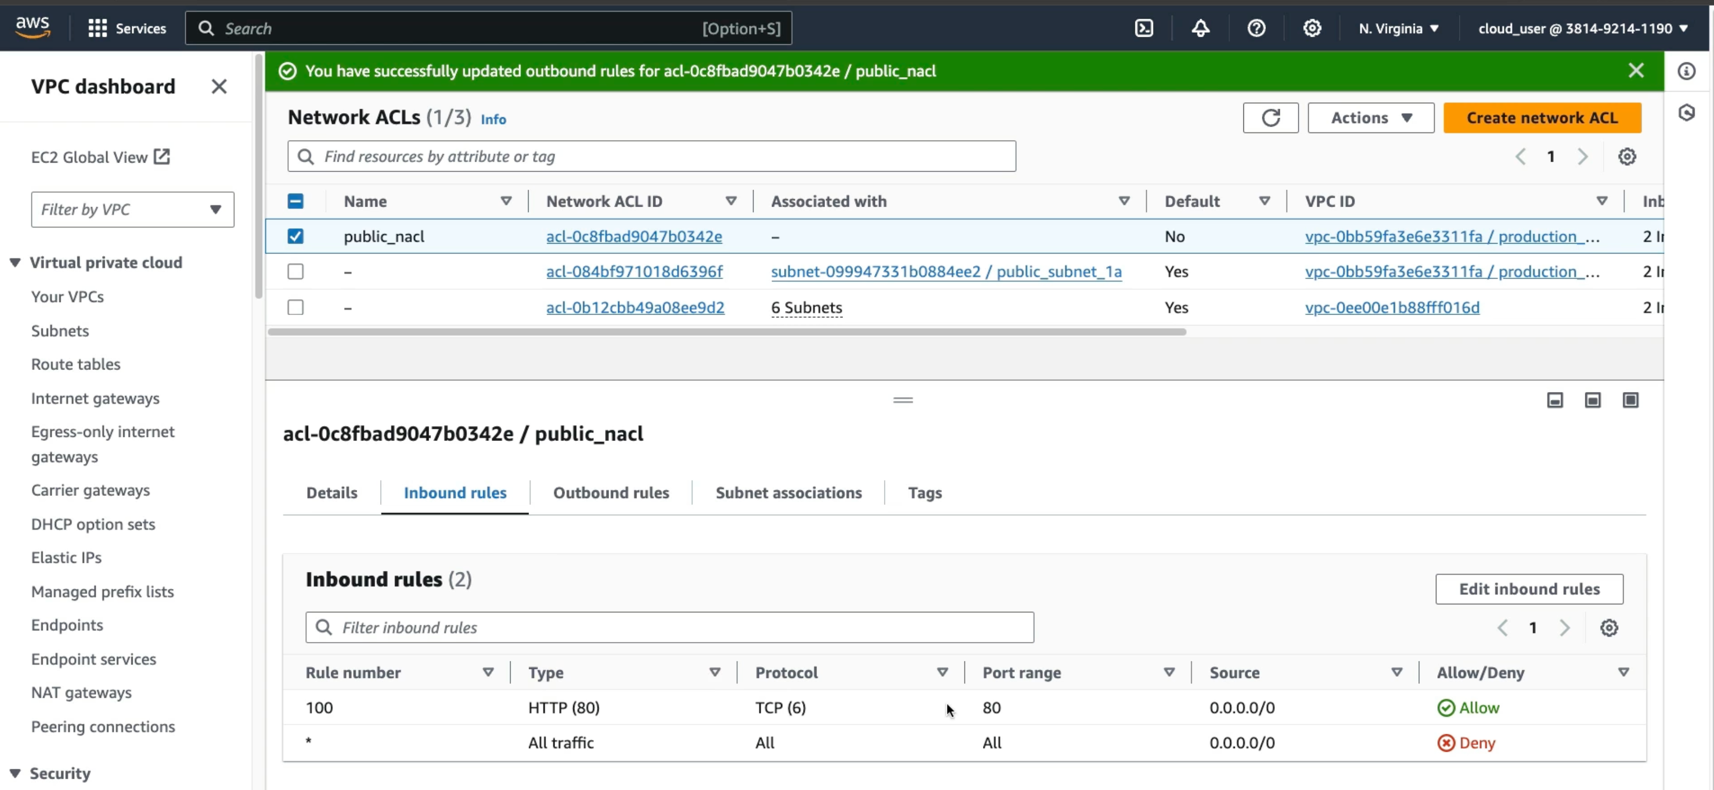 aws Services Search [Option+S] N. Virginia ▼ cloud_user @ 3814-9214-1190 ▼
VPC dashboard
EC2 Global View
Filter by VPC
Virtual private cloud
Your VPCs
Subnets
Route tables
Internet gateways
Egress-only internet
gateways
Carrier gateways
DHCP option sets
Elastic IPs
Managed prefix lists
Endpoints
Endpoint services
NAT gateways
Peering connections
Security
You have successfully updated outbound rules for acl-0c8fbad9047b0342e / public_nacl
Network ACLs (1/3) Info Actions Create network ACL
Find resources by attribute or tag 1
Name Network ACL ID Associated with Default VPC ID Inb
public_nacl acl-0c8fbad9047b0342e – No vpc-0bb59fa3e6e3311fa / production_... 2 In
– acl-084bf971018d6396f subnet-099947331b0884ee2 / public_subnet_1a Yes vpc-0bb59fa3e6e3311fa / production_... 2 In
– acl-0b12cbb49a08ee9d2 6 Subnets Yes vpc-0ee00e1b88fff016d 2 In
acl-0c8fbad9047b0342e / public_nacl
Details Inbound rules Outbound rules Subnet associations Tags
Inbound rules (2) Edit inbound rules
Filter inbound rules 1
Rule number Type Protocol Port range Source Allow/Deny
100 HTTP (80) TCP (6) 80 0.0.0.0/0 Allow
* All traffic All All 0.0.0.0/0 Deny